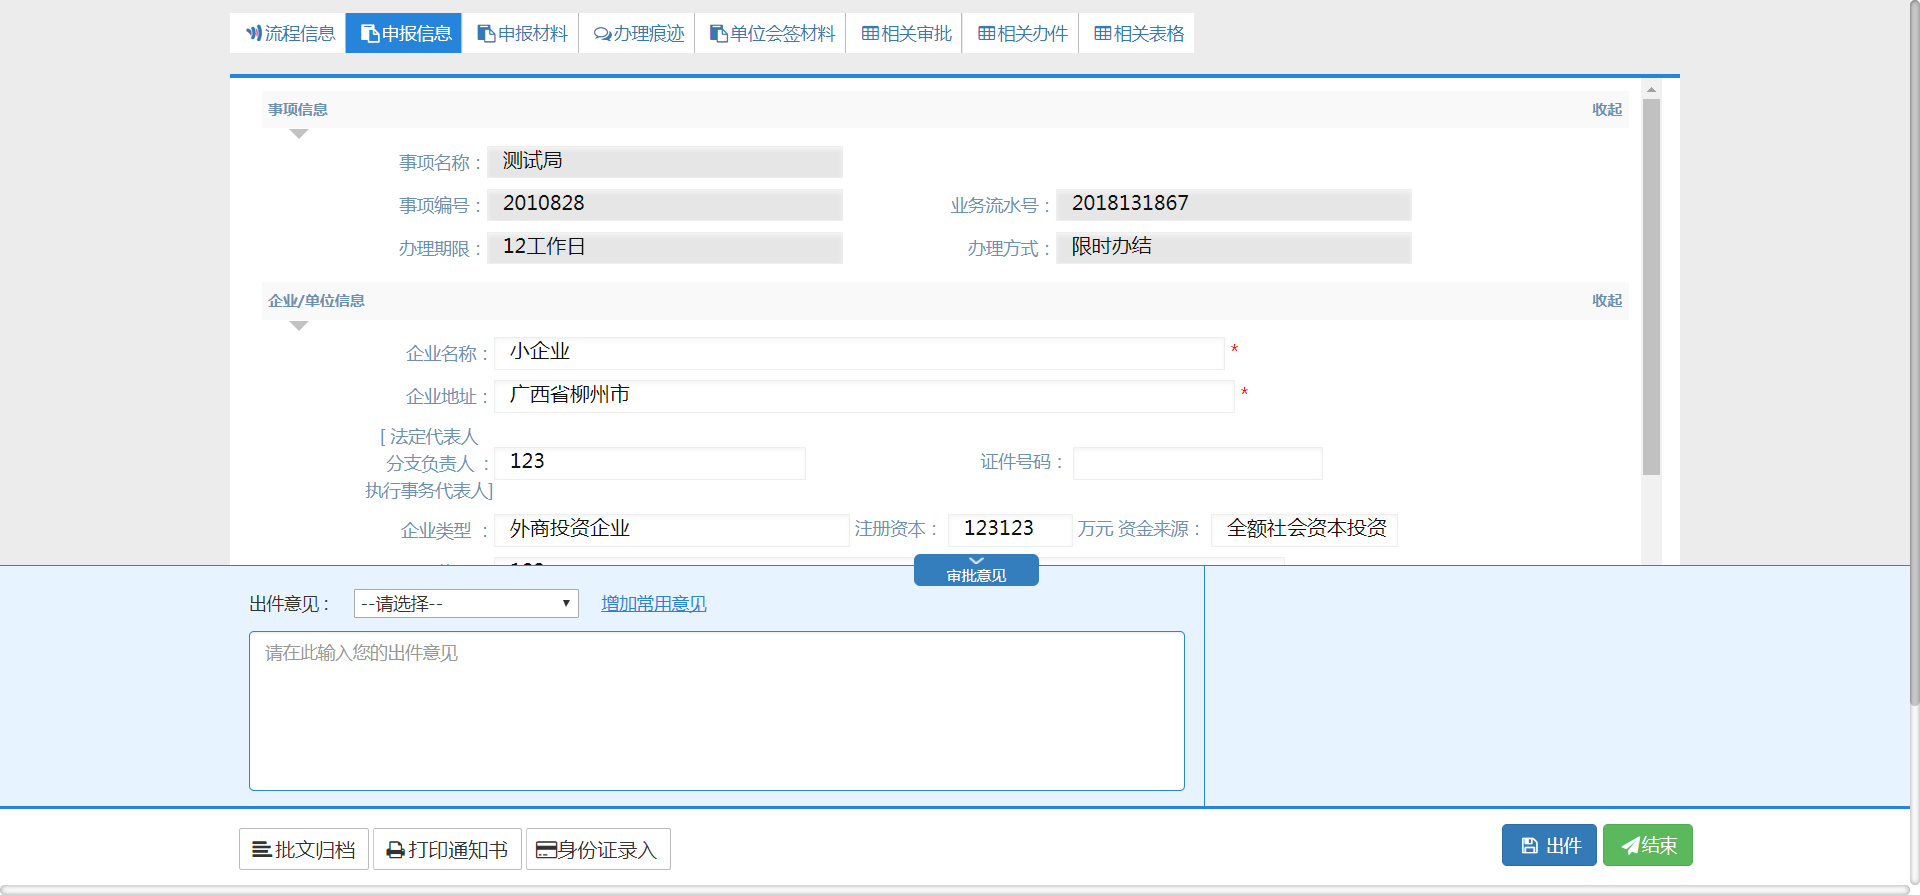 流程信息 申报信息 申报材料 办理痕迹 单位会签材料 相关审批 相关办件 相关表格
事项信息 收起
事项名称： 测试局
事项编号： 2010828 业务流水号： 2018131867
办理期限： 12工作日 办理方式： 限时办结
企业/单位信息 收起
企业名称： 小企业 *
企业地址： 广西省柳州市 *
[ 法定代表人
分支负责人 ： 123 证件号码：
执行事务代表人]
企业类型 ： 外商投资企业 注册资本： 123123 万元 资金来源： 全额社会资本投资
审批意见
出件意见： --请选择-- 增加常用意见
请在此输入您的出件意见
批文归档 打印通知书 身份证录入 出件 结束